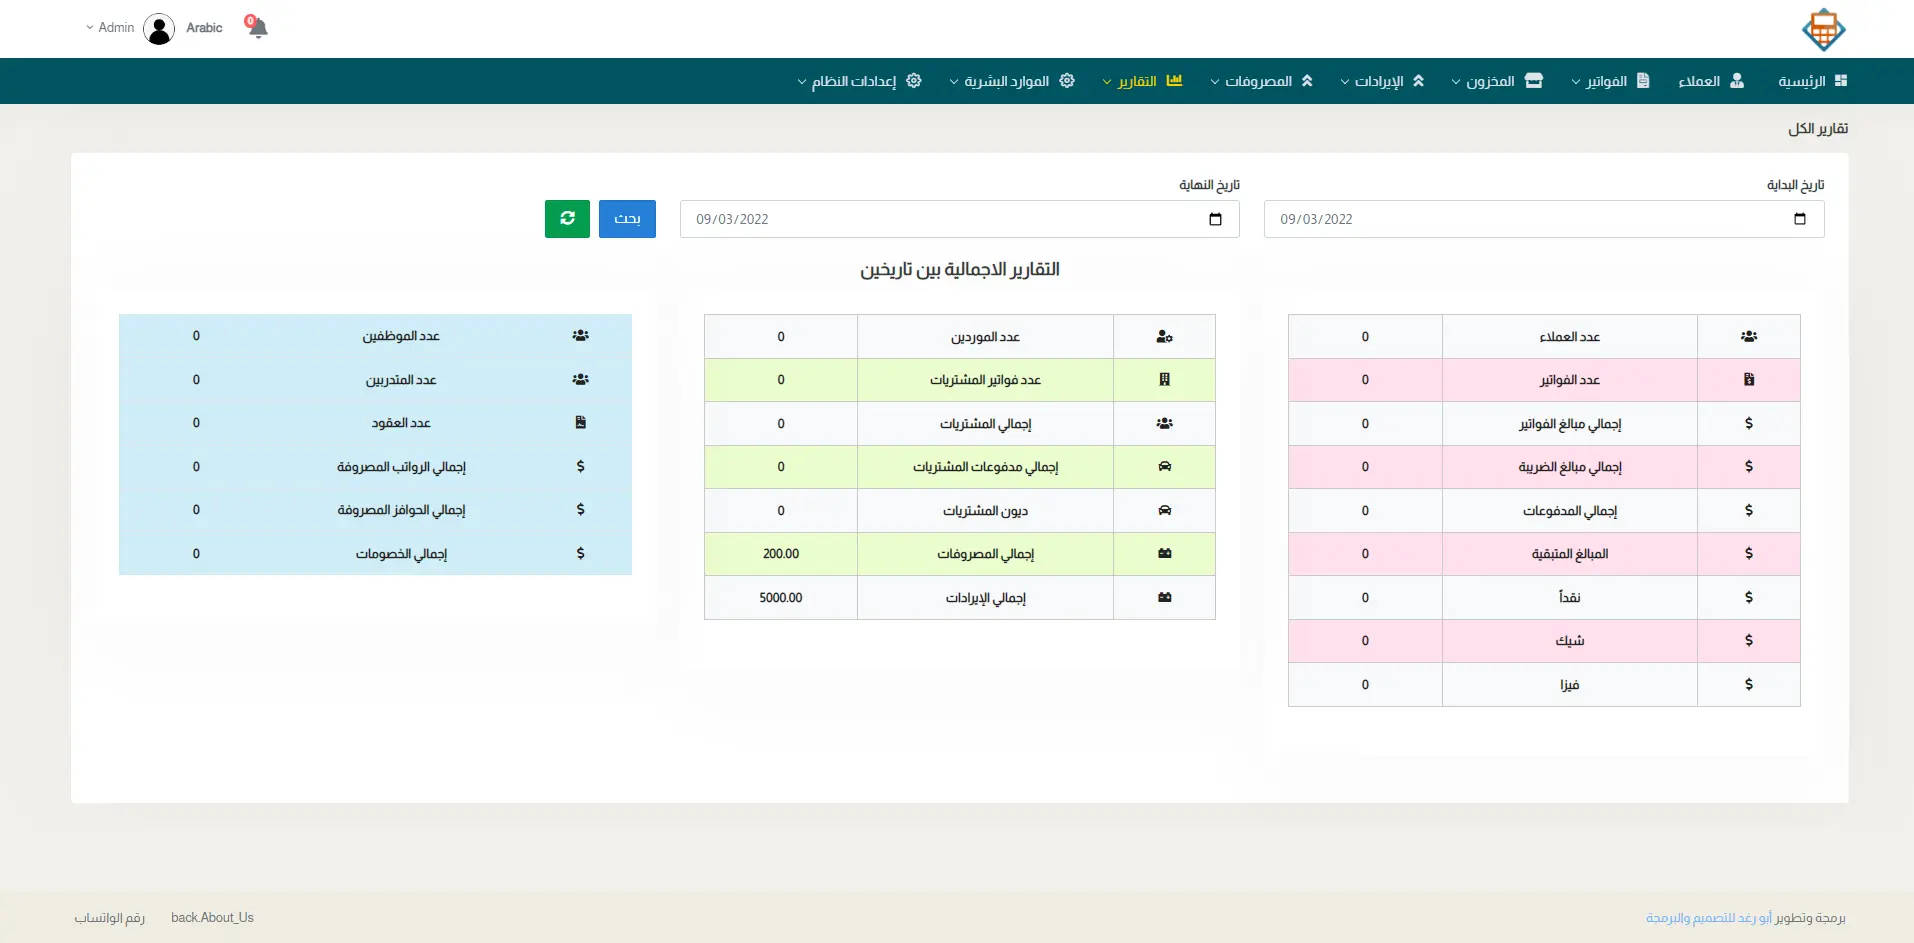 0 Arabic Admin
الرئيسية العملاء الفواتير المخزون الإيرادات المصروفات التقارير الموارد البشرية إعدادات النظام
تقارير الكل
تاريخ البداية تاريخ النهاية
09/03/2022 09/03/2022 بحث
التقارير الاجمالية بين تاريخين
عدد العملاء 0
عدد الفواتير 0
إجمالي مبالغ الفواتير 0
إجمالي مبالغ الضريبة 0
إجمالي المدفوعات 0
المبالغ المتبقية 0
نقداً 0
شيك 0
فيزا 0
عدد الموردين 0
عدد فواتير المشتريات 0
إجمالي المشتريات 0
إجمالي مدفوعات المشتريات 0
ديون المشتريات 0
إجمالي المصروفات 200.00
إجمالي الإيرادات 5000.00
عدد الموظفين 0
عدد المتدربين 0
عدد العقود 0
إجمالي الرواتب المصروفة 0
إجمالي الحوافز المصروفة 0
إجمالي الخصومات 0
برمجة وتطوير أبو رغد للتصميم والبرمجة back.About_Us رقم الواتساب